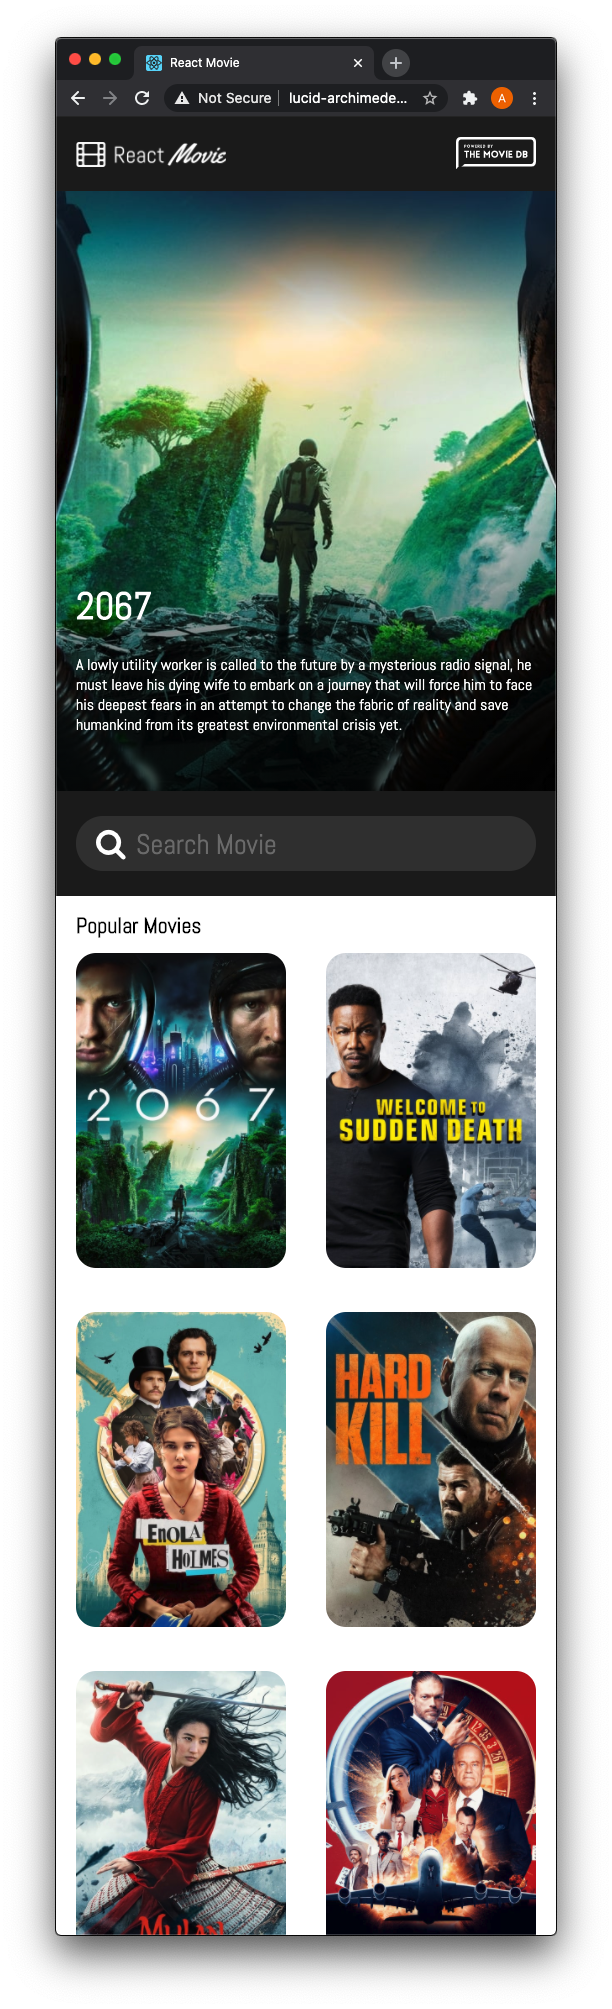 React Movie
Not Secure
lucid-archimede...
A
React Movie
POWERED BY
THE MOVIE DB
2067
A lowly utility worker is called to the future by a mysterious radio signal, he
must leave his dying wife to embark on a journey that will force him to face
his deepest fears in an attempt to change the fabric of reality and save
humankind from its greatest environmental crisis yet.
Search Movie
Popular Movies
2067
WELCOME TO
SUDDEN DEATH
ENOLA
HOLMES
HARD
KILL
MULAN